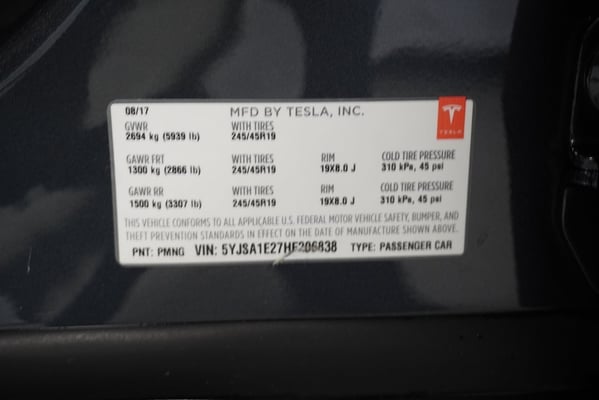 08/17 MFD BY TESLA, INC.
GVWR WITH TIRES
2694 kg (5939 lb) 245/45R19
TESLA
GAWR FRT WITH TIRES RIM COLD TIRE PRESSURE
1300 kg (2866 lb) 245/45R19 19X8.0 J 310 kPa, 45 psi
GAWR RR WITH TIRES RIM COLD TIRE PRESSURE
1500 kg (3307 lb) 245/45R19 19X8.0 J 310 kPa, 45 psi
THIS VEHICLE CONFORMS TO ALL APPLICABLE U.S. FEDERAL MOTOR VEHICLE SAFETY, BUMPER, AND
THEFT PREVENTION STANDARDS IN EFFECT ON THE DATE OF MANUFACTURE SHOWN ABOVE.
PNT: PMNG VIN: 5YJSA1E27HF206838 TYPE: PASSENGER CAR